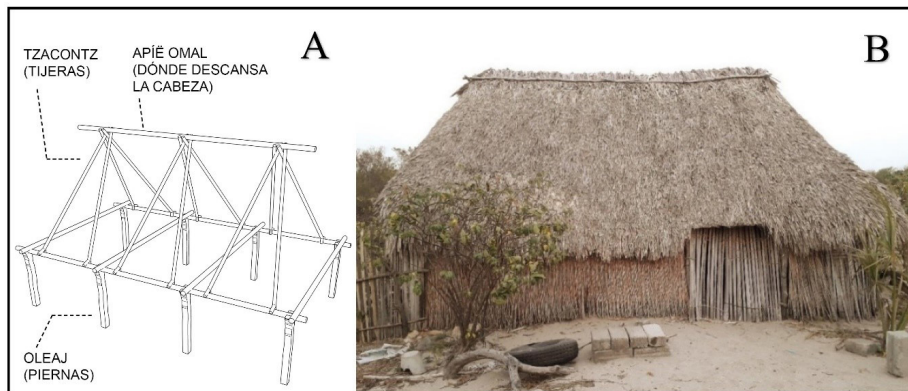 A
B
TZACONTZ
(TIJERAS)
APÍË OMAL
(DÓNDE DESCANSA
LA CABEZA)
OLEAJ
(PIERNAS)